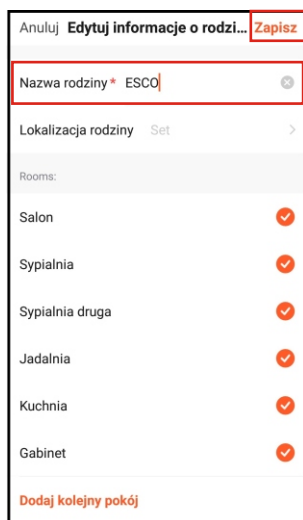 Anuluj Edytuj informacje o rodzi... Zapisz
Nazwa rodziny * ESCO
Lokalizacja rodziny Set
Rooms:
Salon
Sypialnia
Sypialnia druga
Jadalnia
Kuchnia
Gabinet
Dodaj kolejny pokój